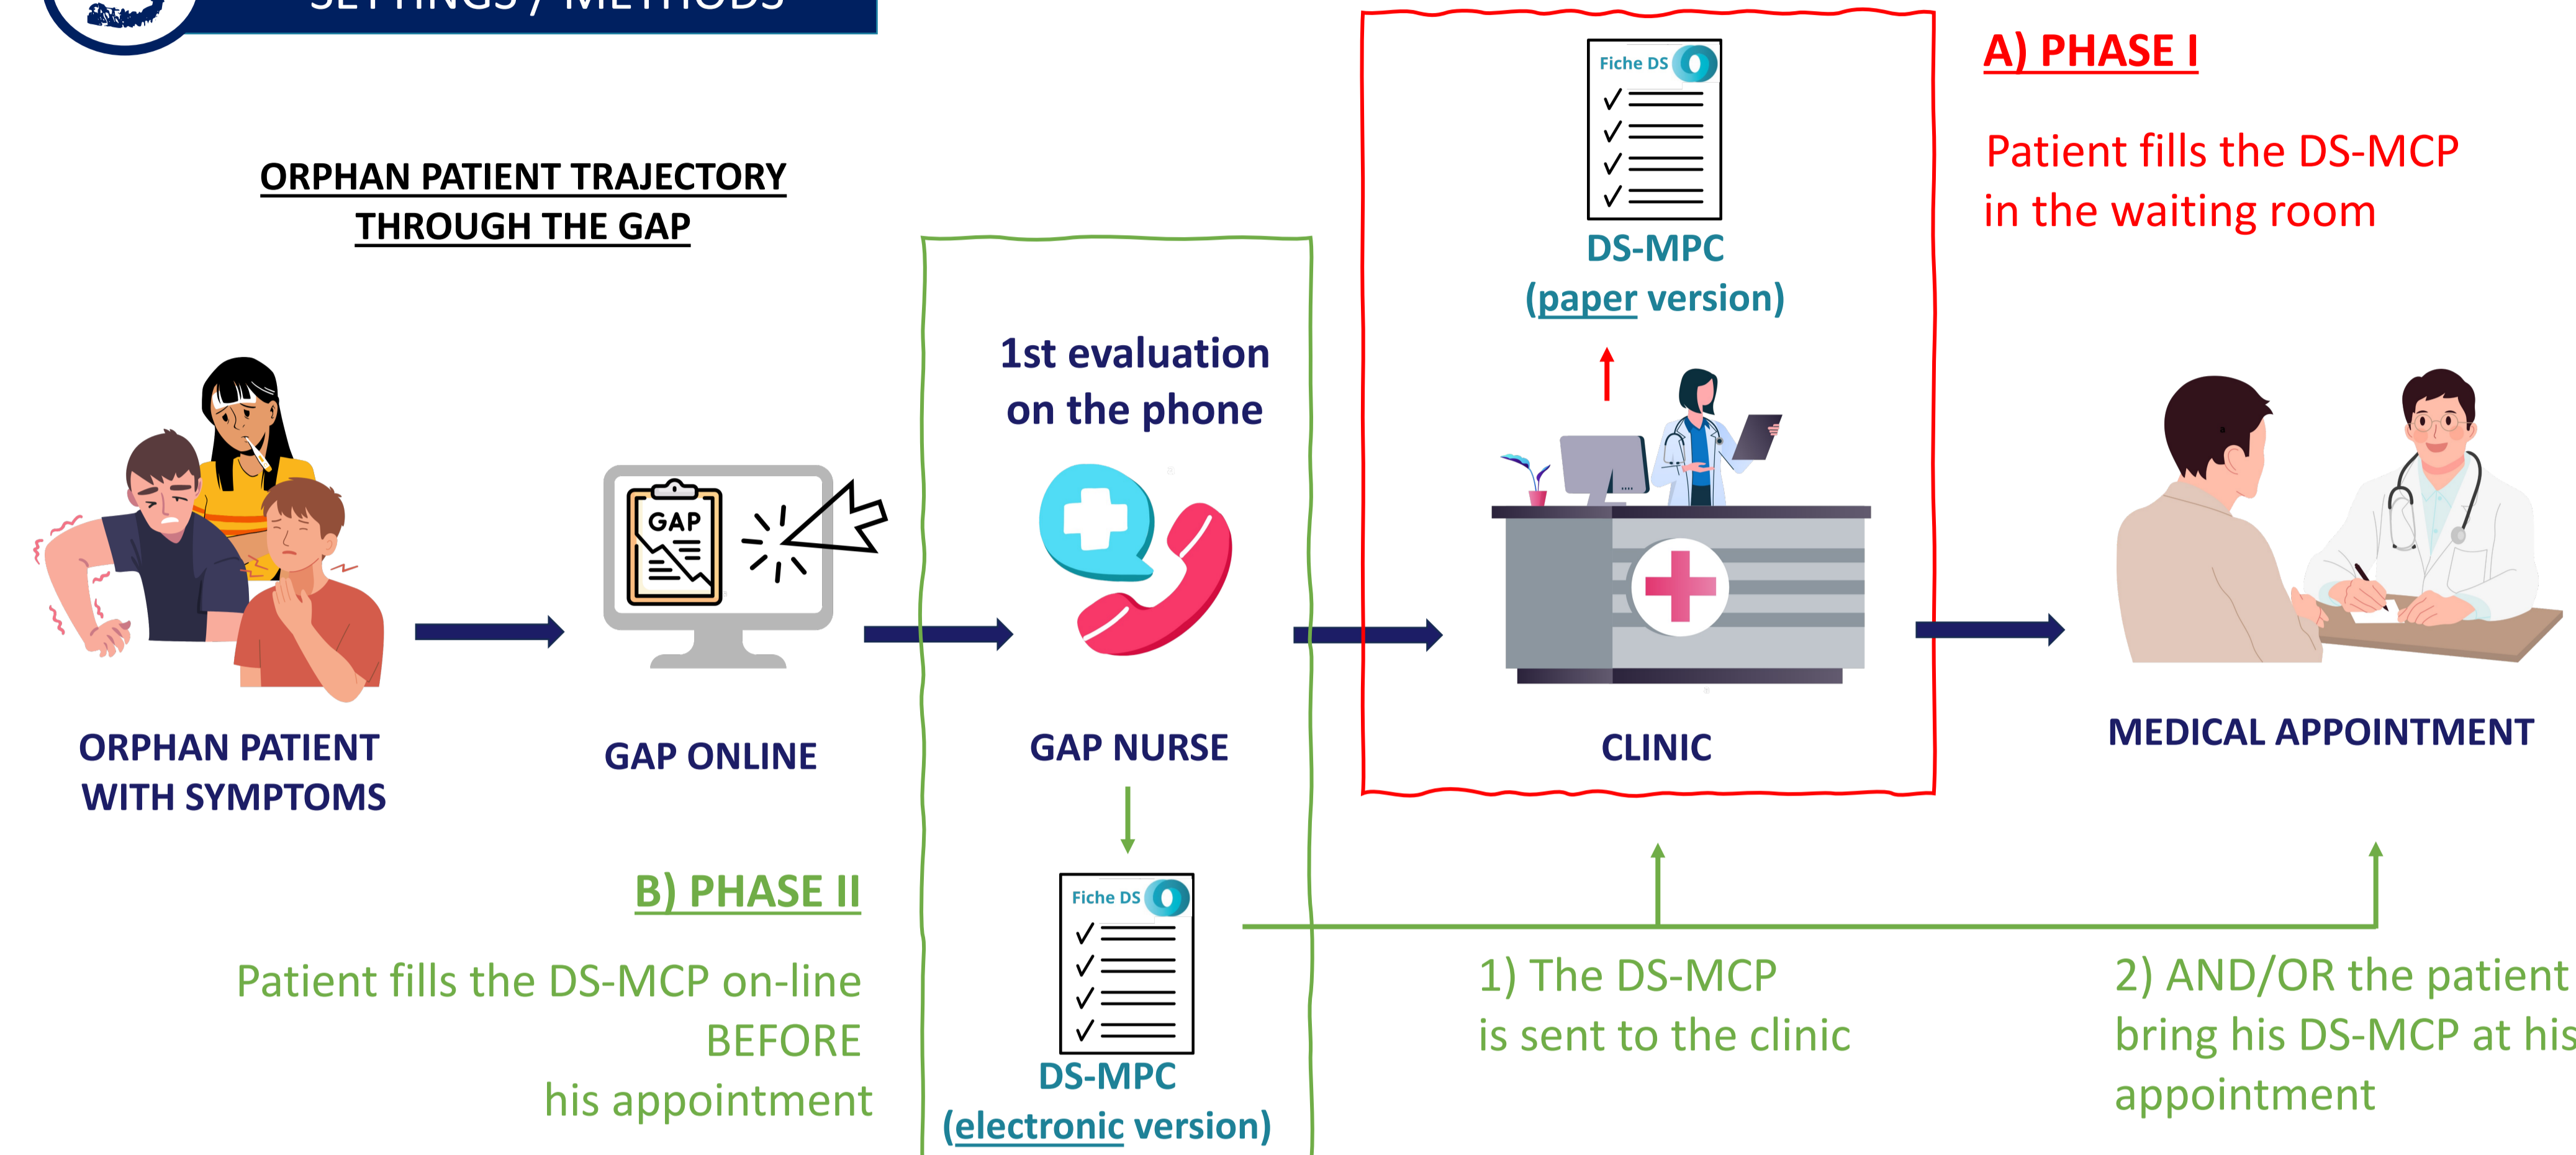 SETTINGS / METHODS
A) PHASE I
Patient fills the DS-MCP
in the waiting room
ORPHAN PATIENT TRAJECTORY
THROUGH THE GAP
Fiche DS
DS-MPC
(paper version)
1st evaluation
on the phone
GAP
ORPHAN PATIENT
WITH SYMPTOMS
GAP ONLINE
GAP NURSE
CLINIC
MEDICAL APPOINTMENT
B) PHASE II
Patient fills the DS-MCP on-line
BEFORE
his appointment
Fiche DS
DS-MPC
(electronic version)
1) The DS-MCP
is sent to the clinic
2) AND/OR the patient
bring his DS-MCP at his
appointment